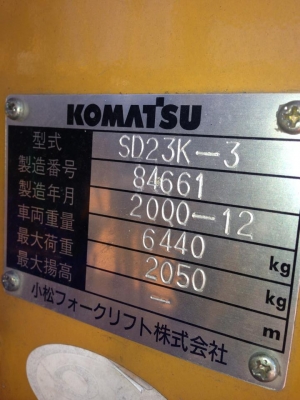 KOMATSU
型式 SD23K-3
製造番号 84661
製造年月 2000-12
車両重量 6440 kg
最大荷重 2050 kg
最大揚高 - m
小松フォークリフト株式会社